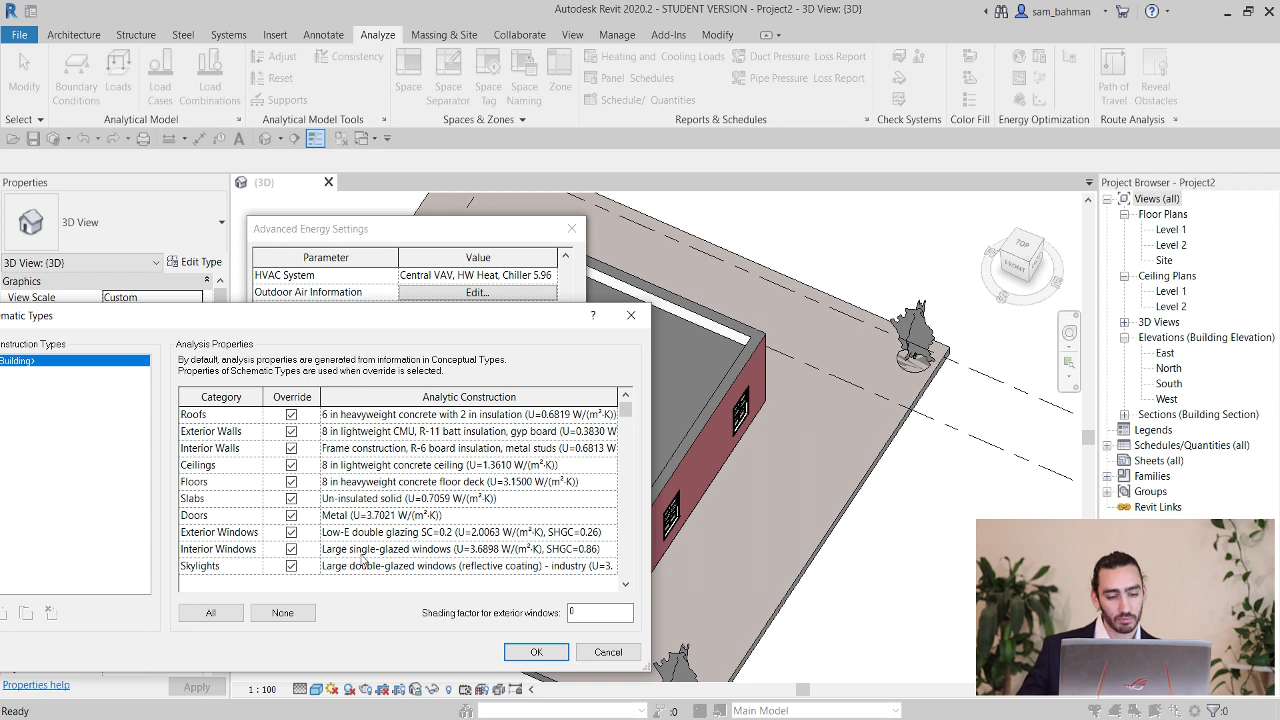 Autodesk Revit 2020.2 - STUDENT VERSION - Project2 - 3D View: {3D}
sam_bahman
File Architecture Structure Steel Systems Insert Annotate Analyze Massing & Site Collaborate View Manage Add-Ins Modify
Modify
Boundary Conditions
Loads
Load Cases
Load Combinations
Adjust
Reset
Supports
Consistency
Space
Space Separator
Space Tag
Space Naming
Zone
Heating and Cooling Loads
Panel Schedules
Schedule/ Quantities
Duct Pressure Loss Report
Pipe Pressure Loss Report
Path of Travel
Reveal Obstacles
Select Analytical Model Analytical Model Tools Spaces & Zones Reports & Schedules Check Systems Color Fill Energy Optimization Route Analysis
Properties
3D View
3D View: {3D}
Edit Type
Graphics
View Scale Custom
Properties help
Apply
{3D}
Advanced Energy Settings
Parameter Value
HVAC System Central VAV, HW Heat, Chiller 5.96
Outdoor Air Information Edit...
ematic Types
nstruction Types
Building>
Analysis Properties
By default, analysis properties are generated from information in Conceptual Types.
Properties of Schematic Types are used when override is selected.
Category Override Analytic Construction
Roofs 6 in heavyweight concrete with 2 in insulation (U=0.6819 W/(m²·K))
Exterior Walls 8 in lightweight CMU, R-11 batt insulation, gyp board (U=0.3830 W
Interior Walls Frame construction R-6 board insulation, metal studs (U=0.6813 W
Ceilings 8 in lightweight concrete ceiling (U=1.3610 W/(m²·K))
Floors 8 in heavyweight concrete floor deck (U=3.1500 W/(m²·K))
Slabs Un-insulated solid (U=0.7059 W/(m²·K))
Doors Metal (U=3.7021 W/(m²·K))
Exterior Windows Low-E double glazing SC=0.2 (U=2.0063 W/(m²·K), SHGC=0.26)
Interior Windows Large single-glazed windows (U=3.6898 W/(m²·K), SHGC=0.86)
Skylights Large double-glazed windows (reflective coating) - industry (U=3.
All None Shading factor for exterior windows: 0
OK Cancel
TOP
FRONT
Project Browser - Project2
Views (all)
Floor Plans
Level 1
Level 2
Site
Ceiling Plans
Level 1
Level 2
3D Views
Elevations (Building Elevation)
East
North
South
West
Sections (Building Section)
Legends
Schedules/Quantities (all)
Sheets (all)
Families
Groups
Revit Links
1 : 100
Ready
:0
Main Model
:0